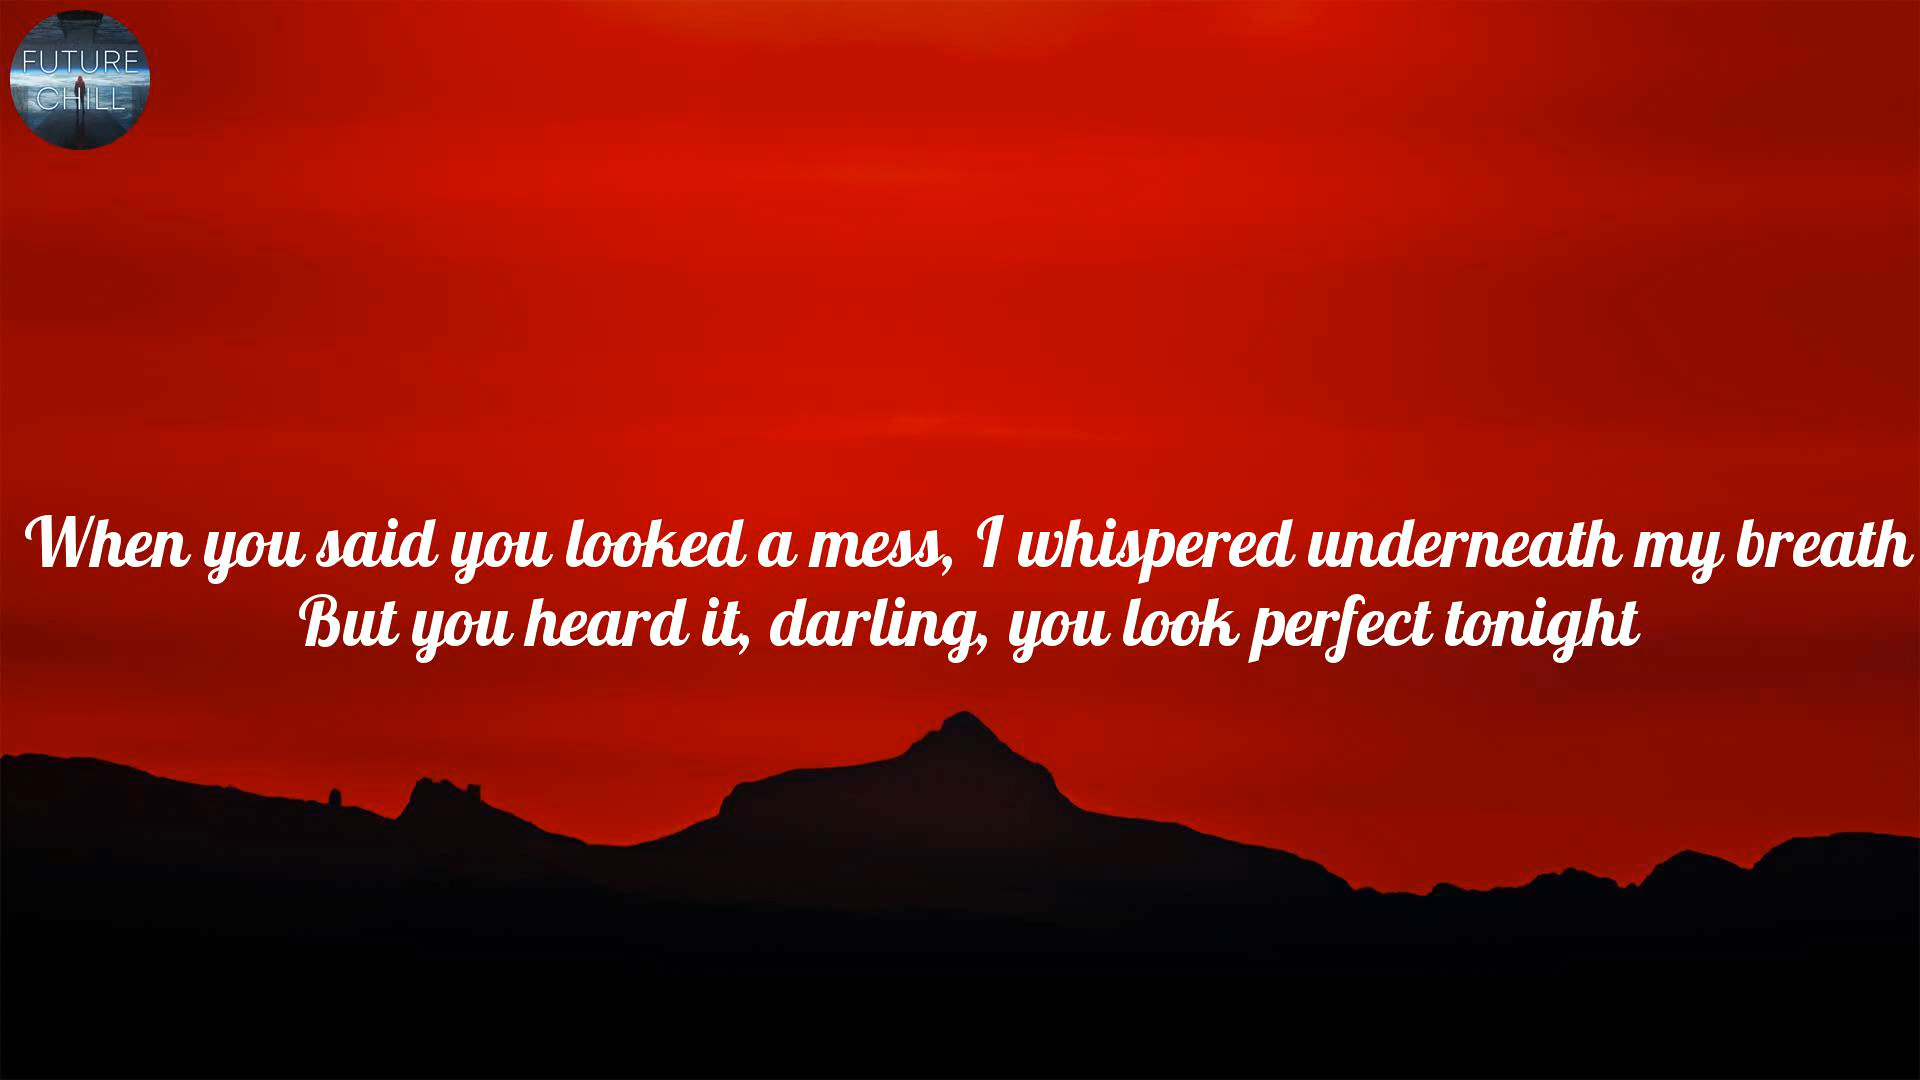 FUTURE
CHILL
When you said you looked a mess, I whispered underneath my breath
But you heard it, darling, you look perfect tonight